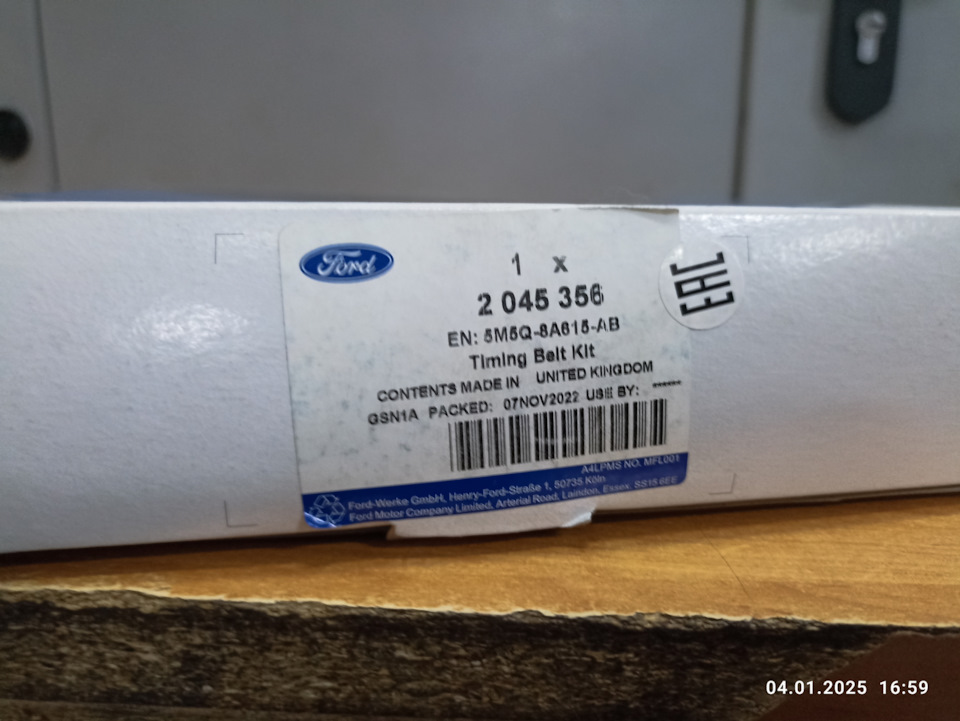 Ford
1 x
2 045 356
EN: 5M5Q-8A615-AB
Timing Belt Kit
CONTENTS MADE IN UNITED KINGDOM
GSN1A PACKED: 07NOV2022 USE BY: ------
A4LPMS NO. MFL001
Ford-Werke GmbH, Henry-Ford-Straße 1, 50735 Köln
Ford Motor Company Limited, Arterial Road, Laindon, Essex. SS15 6EE
EAC
04.01.2025 16:59